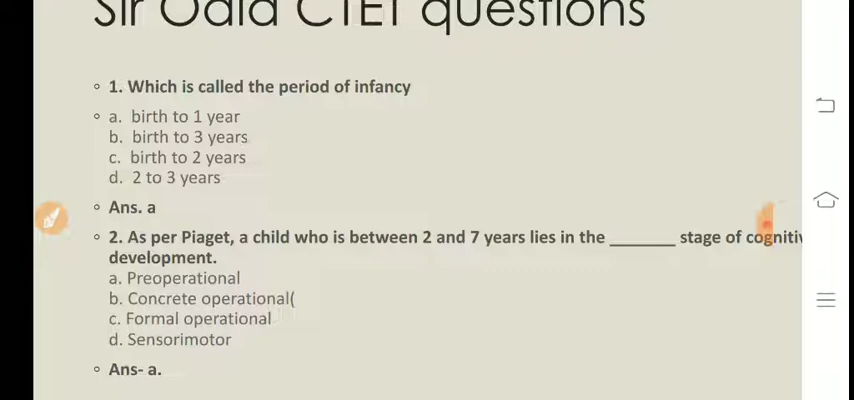 Sir Odia CTET questions
1. Which is called the period of infancy
a. birth to 1 year
b. birth to 3 years
c. birth to 2 years
d. 2 to 3 years
Ans. a
2. As per Piaget, a child who is between 2 and 7 years lies in the _______ stage of cognitiv
development.
a. Preoperational
b. Concrete operational(
c. Formal operational
d. Sensorimotor
Ans- a.